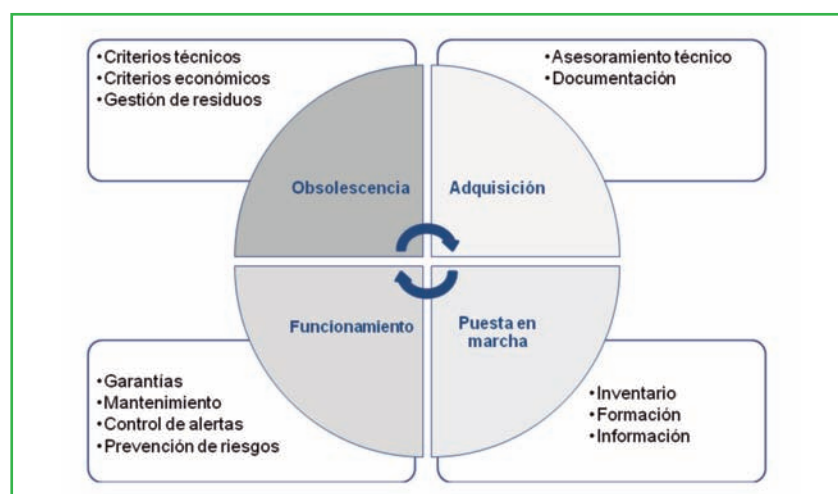 •Criterios técnicos
•Criterios económicos
•Gestión de residuos
•Asesoramiento técnico
•Documentación
Obsolescencia
Adquisición
Funcionamiento
Puesta en
marcha
•Garantías
•Mantenimiento
•Control de alertas
•Prevención de riesgos
•Inventario
•Formación
•Información